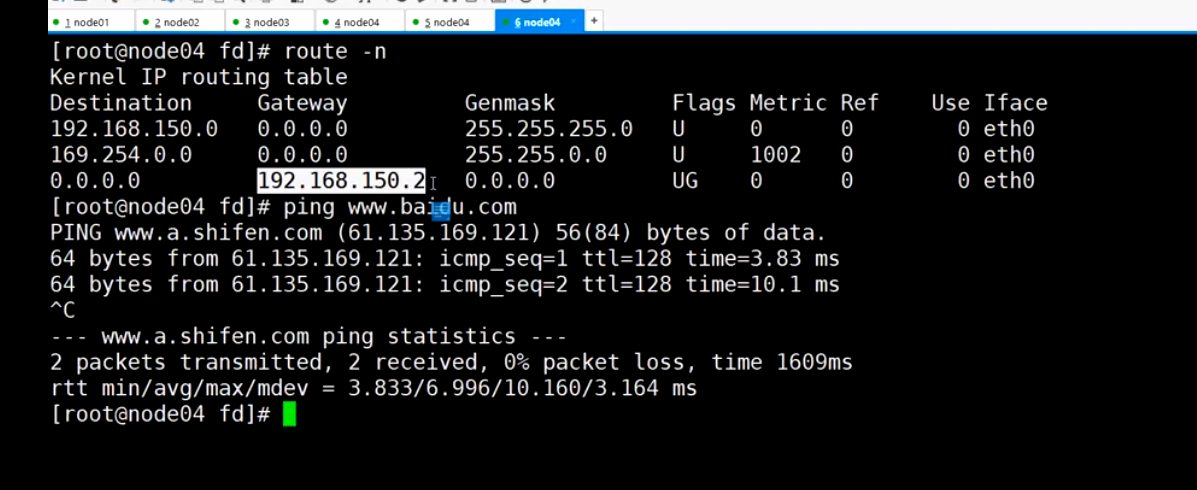 1 node01 2 node02 3 node03 4 node04 5 node04 6 node04 +
[root@node04 fd]# route -n
Kernel IP routing table
Destination Gateway Genmask Flags Metric Ref Use Iface
192.168.150.0 0.0.0.0 255.255.255.0 U 0 0 0 eth0
169.254.0.0 0.0.0.0 255.255.0.0 U 1002 0 0 eth0
0.0.0.0 192.168.150.2 0.0.0.0 UG 0 0 0 eth0
[root@node04 fd]# ping www.baidu.com
PING www.a.shifen.com (61.135.169.121) 56(84) bytes of data.
64 bytes from 61.135.169.121: icmp_seq=1 ttl=128 time=3.83 ms
64 bytes from 61.135.169.121: icmp_seq=2 ttl=128 time=10.1 ms
^C
--- www.a.shifen.com ping statistics ---
2 packets transmitted, 2 received, 0% packet loss, time 1609ms
rtt min/avg/max/mdev = 3.833/6.996/10.160/3.164 ms
[root@node04 fd]#